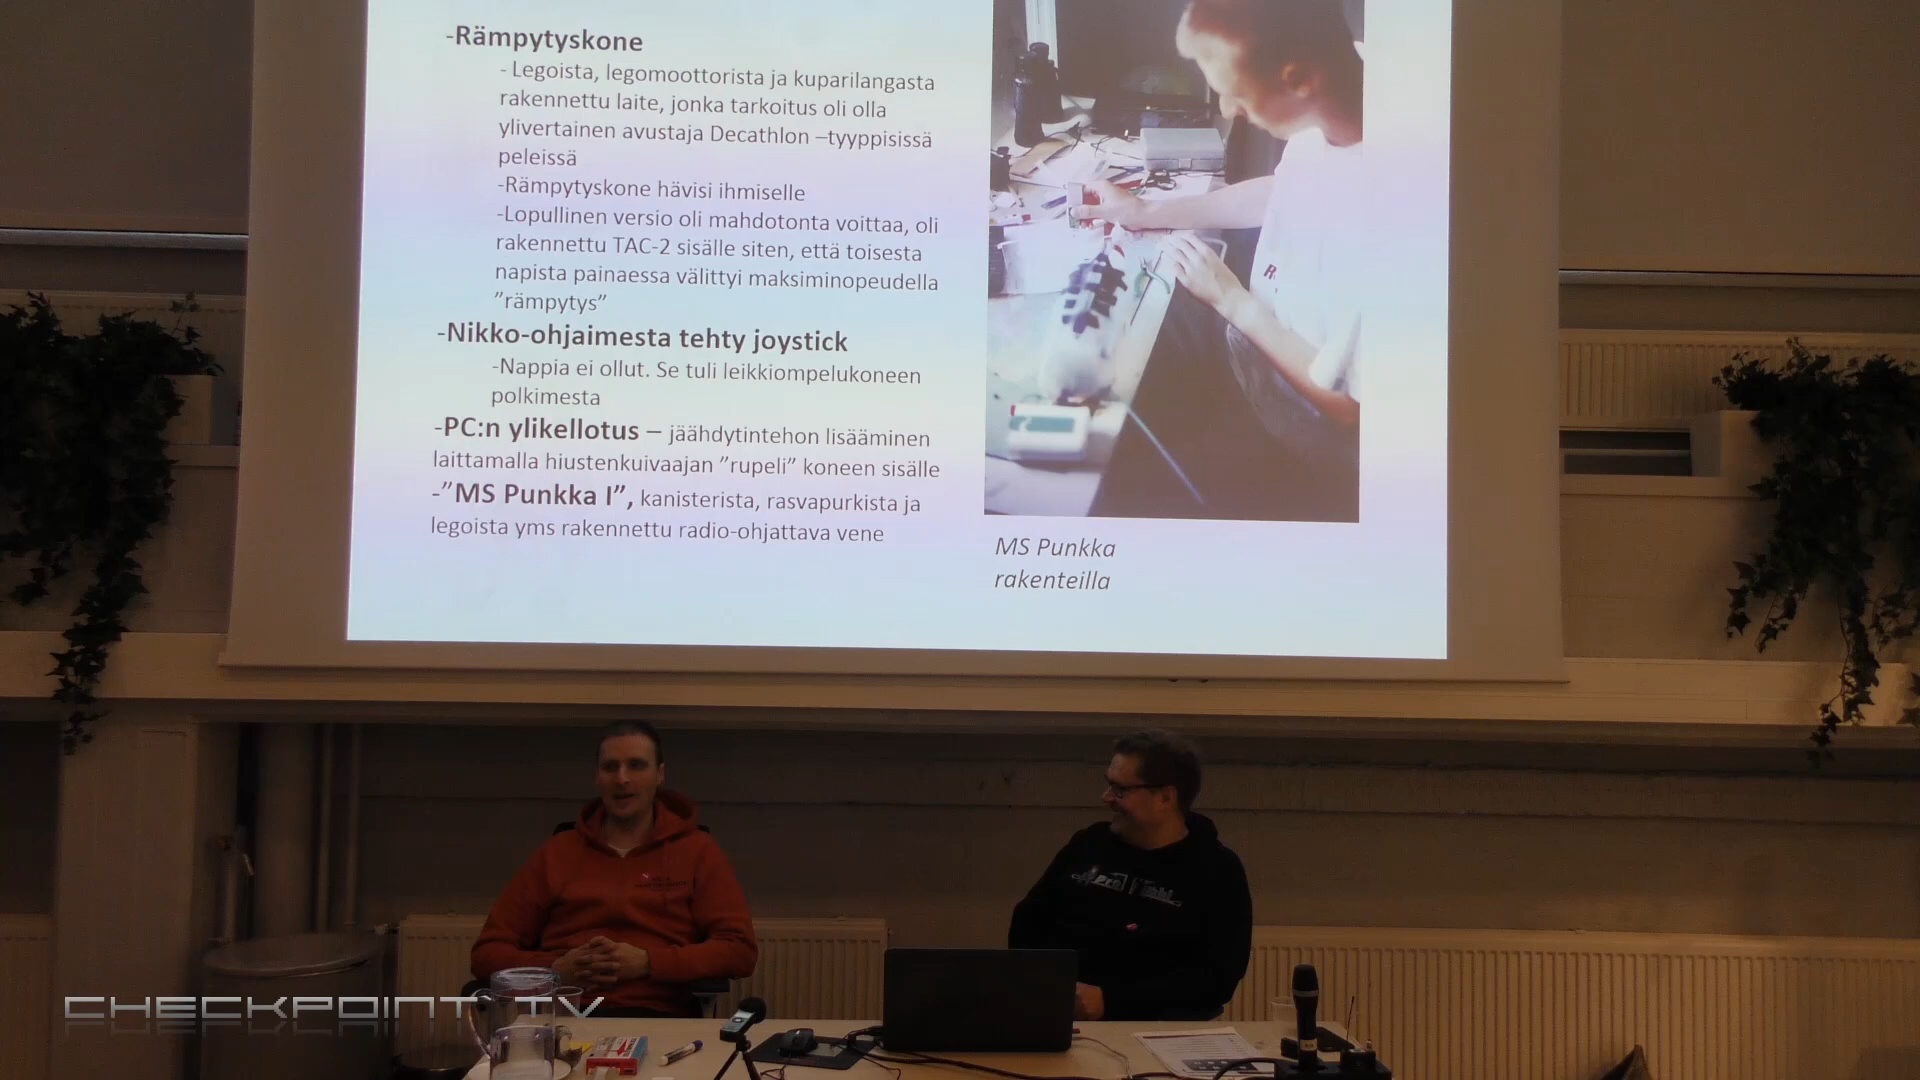 -Rämpytyskone
- Legoista, legomoottorista ja kuparilangasta
rakennettu laite, jonka tarkoitus oli olla
ylivertainen avustaja Decathlon –tyyppisissä
peleissä
-Rämpytyskone hävisi ihmiselle
-Lopullinen versio oli mahdotonta voittaa, oli
rakennettu TAC-2 sisälle siten, että toisesta
napista painaessa välittyi maksiminopeudella
”rämpytys”
-Nikko-ohjaimesta tehty joystick
-Nappia ei ollut. Se tuli leikkiompelukoneen
polkimesta
-PC:n ylikellotus – jäähdytintehon lisääminen
laittamalla hiustenkuivaajan ”rupeli” koneen sisälle
-”MS Punkka I”, kanisterista, rasvapurkista ja
legoista yms rakennettu radio-ohjattava vene
MS Punkka
rakenteilla
CHECKPOINT TV